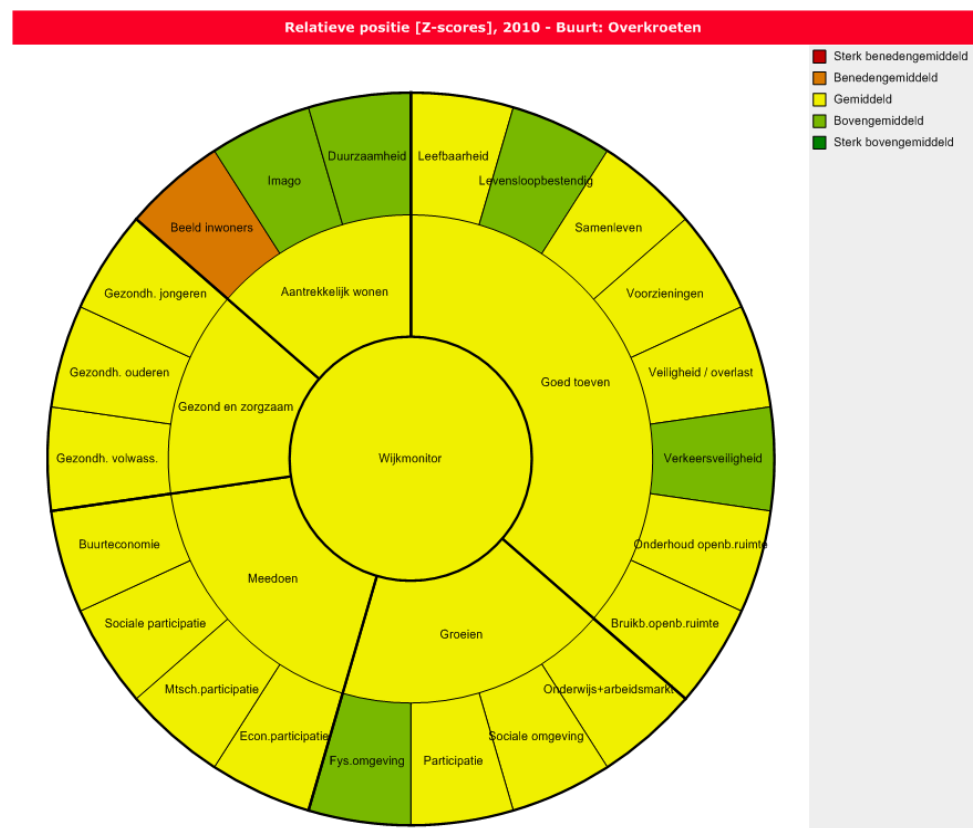 Relatieve positie [Z-scores], 2010 - Buurt: Overkroeten
Sterk benedengemiddeld
Benedengemiddeld
Gemiddeld
Bovengemiddeld
Sterk bovengemiddeld
Duurzaamheid
Leefbaarheid
Imago
Levensloopbestendig
Beeld inwoners
Samenleven
Aantrekkelijk wonen
Gezondh. jongeren
Voorzieningen
Gezondh. ouderen
Veiligheid / overlast
Goed toeven
Gezond en zorgzaam
Gezondh. volwass.
Wijkmonitor
Verkeersveiligheid
Buurteconomie
Onderhoud openb.ruimte
Meedoen
Sociale participatie
Bruikb.openb.ruimte
Groeien
Mtsch.participatie
Onderwijs+arbeidsmarkt
Econ.participatie
Sociale omgeving
Fys.omgeving
Participatie